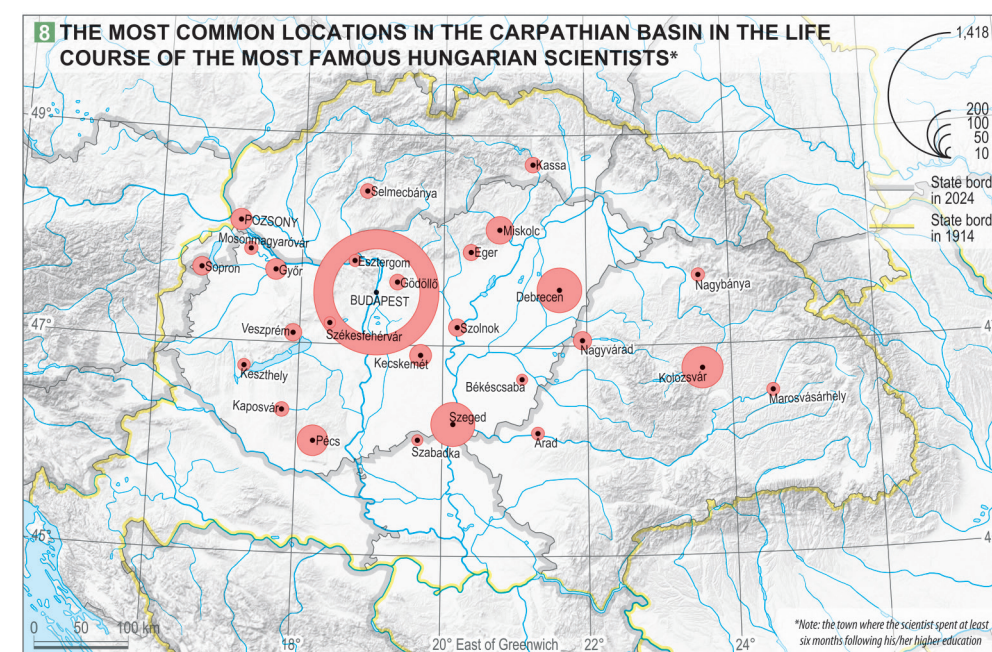 8 THE MOST COMMON LOCATIONS IN THE CARPATHIAN BASIN IN THE LIFE
COURSE OF THE MOST FAMOUS HUNGARIAN SCIENTISTS*
1,418
200
100
50
10
State bord
in 2024
State bord
in 1914
49°
Kassa
Selmecbánya
POZSONY
Miskolc
Mosonmagyaróvár
Eger
Esztergom
Sopron
Győr
Gödöllő
Nagybánya
Debrecen
BUDAPEST
47°
Veszprém
Székesfehérvár
Szolnok
4
Nagyvárad
Kecskemét
Keszthely
Kolozsvár
Békéscsaba
Marosvásárhely
Kaposvár
Szeged
Pécs
Arad
Szabadka
45°
4
0 50 100 km
18°
20° East of Greenwich
22°
24°
*Note: the town where the scientist spent at least
six months following his/her higher education